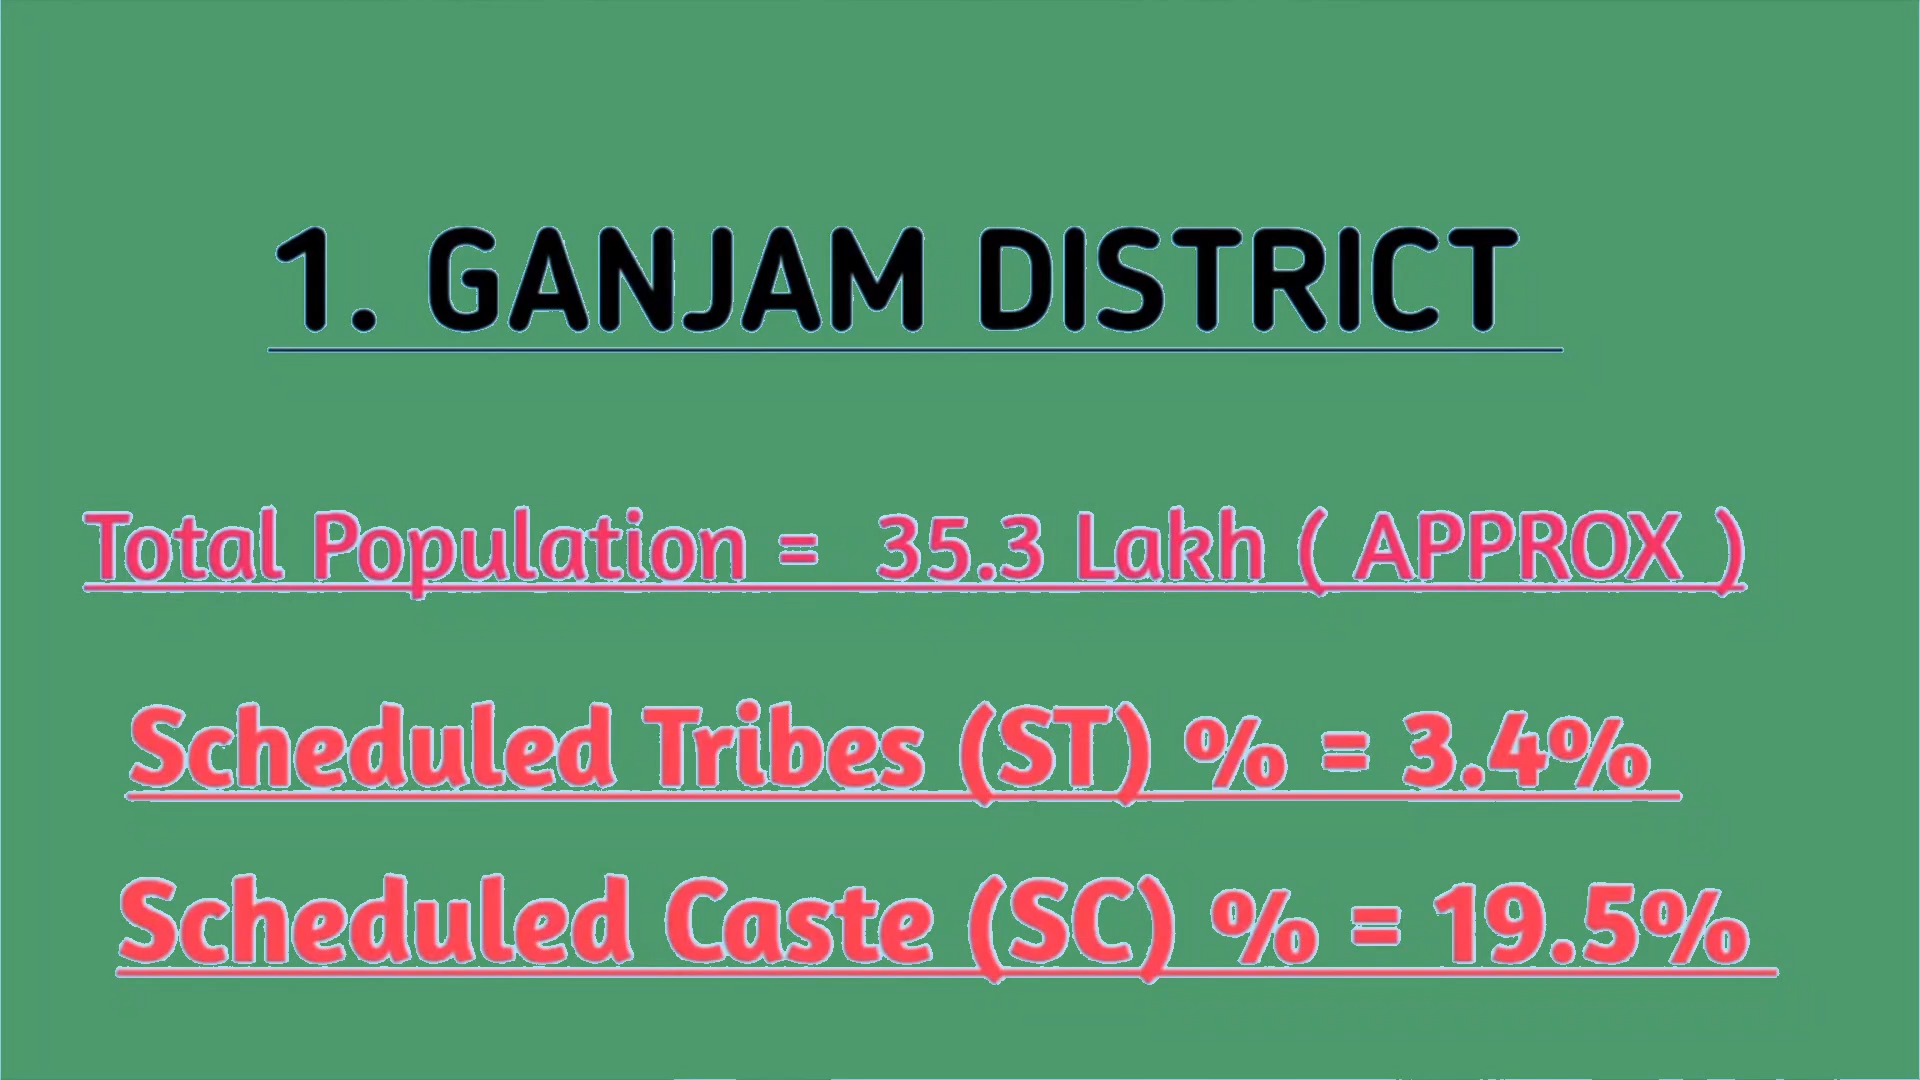 1. GANJAM DISTRICT
Total Population = 35.3 Lakh ( APPROX )
Scheduled Tribes (ST) % = 3.4%
Scheduled Caste (SC) % = 19.5%